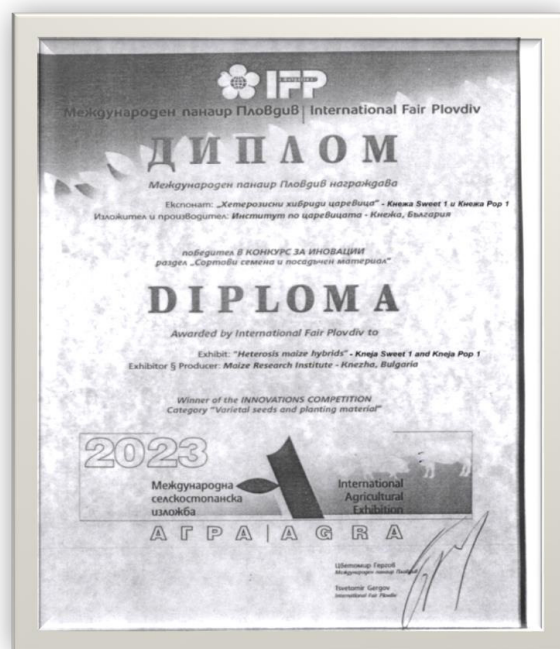 IFP
Международен панаир Пловдив | International Fair Plovdiv
ДИПЛОМ
Международен панаир Пловдив награждава
Експонат: „Хетерозисни хибриди царевица" - Кнежа Sweet 1 и Кнежа Pop 1
Изложител и производител: Институт по царевицата - Кнежа, България
победител в КОНКУРС ЗА ИНОВАЦИИ
раздел „Сортови семена и посадъчен материал"
DIPLOMA
Awarded by International Fair Plovdiv to
Exhibit: "Heterosis maize hybrids" - Kneja Sweet 1 and Kneja Pop 1
Exhibitor § Producer: Maize Research Institute - Knezha, Bulgaria
Winner of the INNOVATIONS COMPETITION
Category "Varietal seeds and planting material"
2023
Международна
селскостопанска
изложба
International
Agricultural
Exhibition
АГРА | AGRA
Цветомир Гергов
Международен панаир Пловдив
Tsvetomir Gergov
International Fair Plovdiv